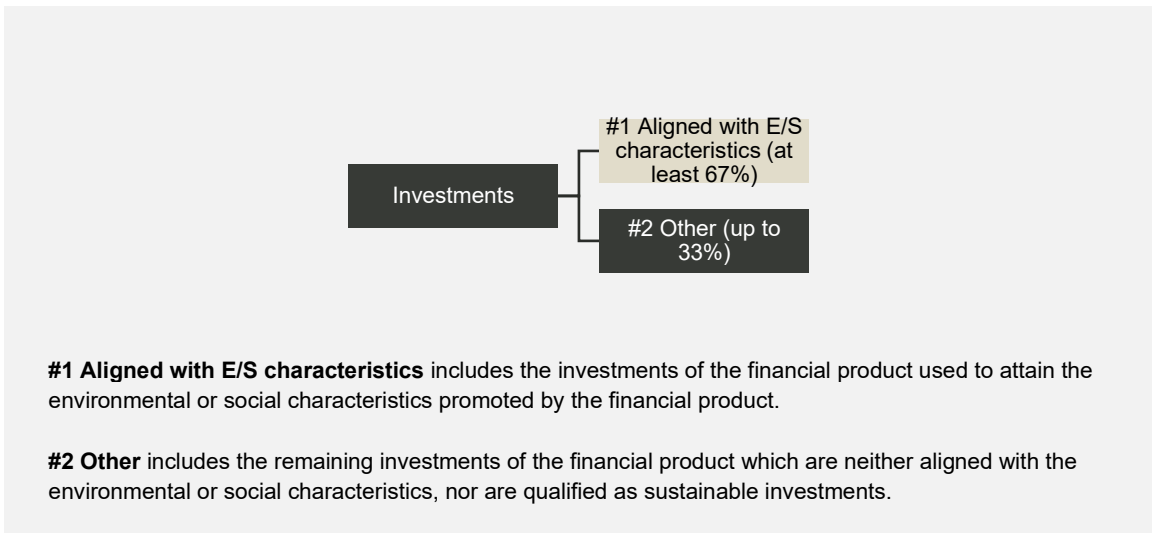 #1 Aligned with E/S
characteristics (at
least 67%)
Investments
#2 Other (up to
33%)
#1 Aligned with E/S characteristics includes the investments of the financial product used to attain the
environmental or social characteristics promoted by the financial product.
#2 Other includes the remaining investments of the financial product which are neither aligned with the
environmental or social characteristics, nor are qualified as sustainable investments.